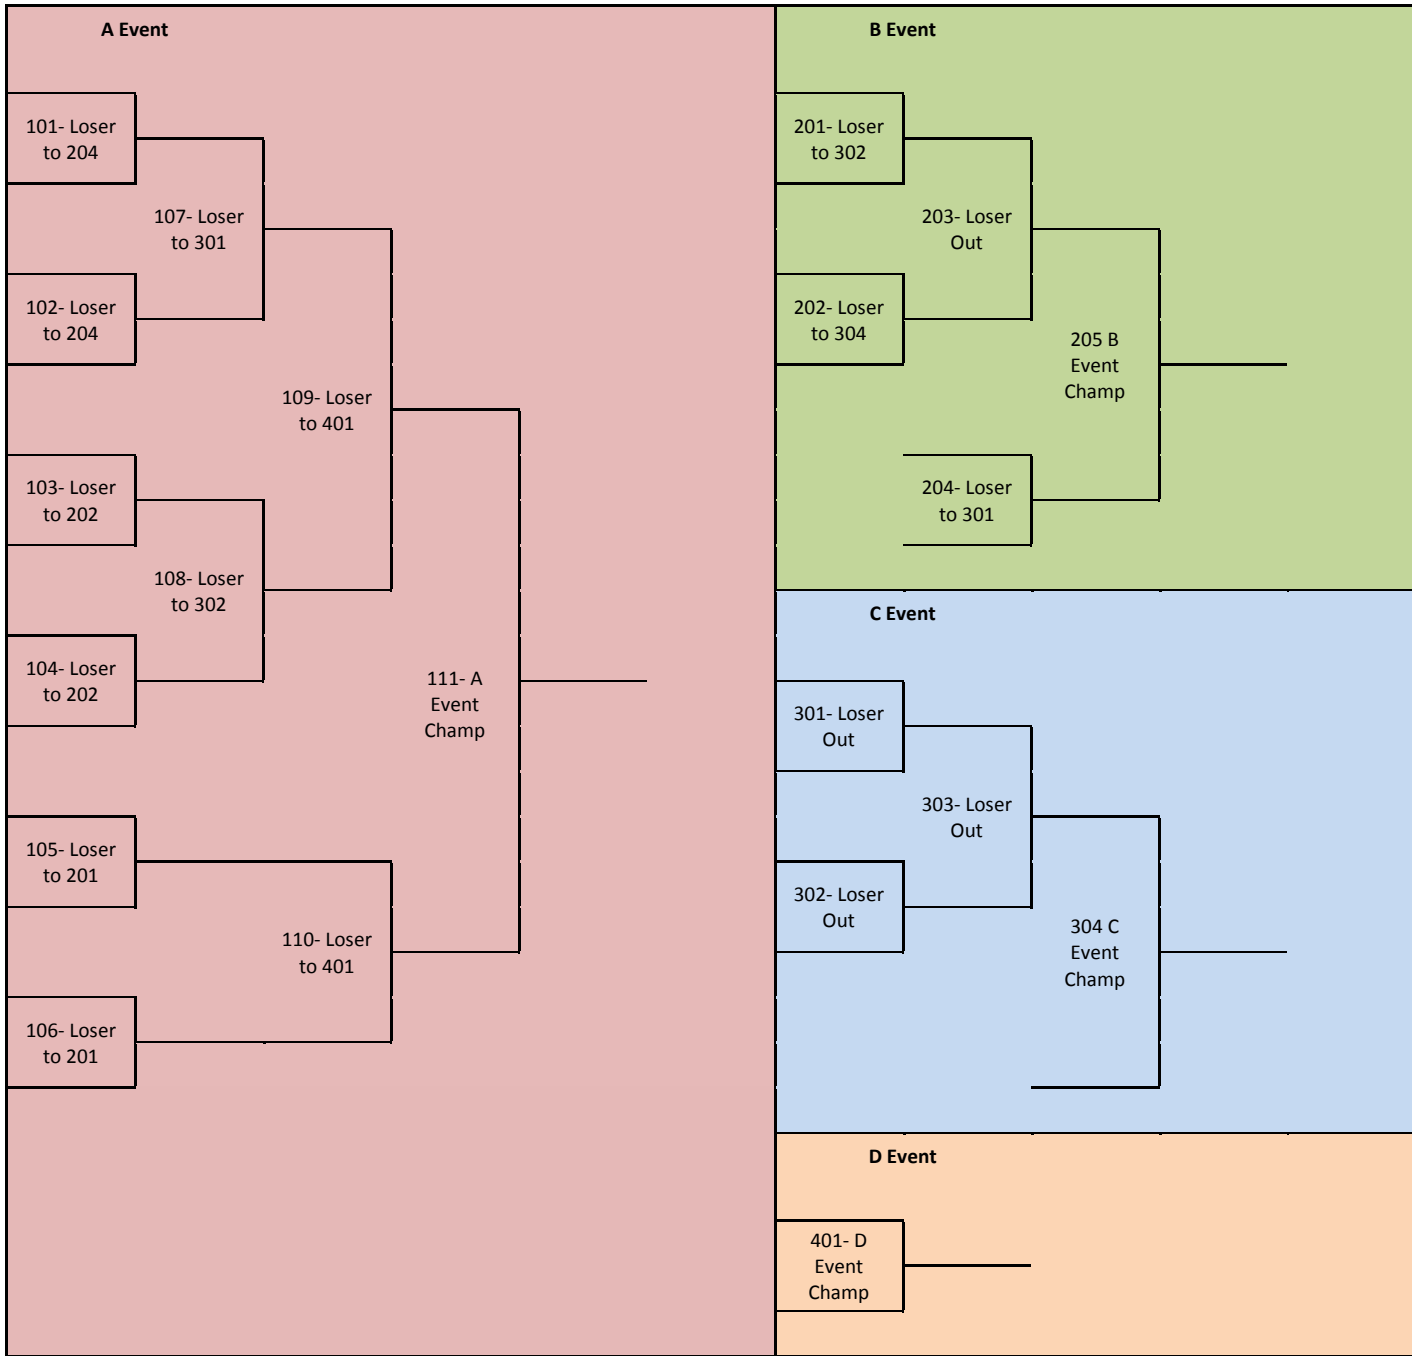 A Event
101- Loser
to 204
107- Loser
to 301
102- Loser
to 204
109- Loser
to 401
103- Loser
to 202
108- Loser
to 302
104- Loser
to 202
111- A
Event
Champ
105- Loser
to 201
110- Loser
to 401
106- Loser
to 201
B Event
201- Loser
to 302
203- Loser
Out
202- Loser
to 304
205 B
Event
Champ
204- Loser
to 301
C Event
301- Loser
Out
303- Loser
Out
302- Loser
Out
304 C
Event
Champ
D Event
401- D
Event
Champ